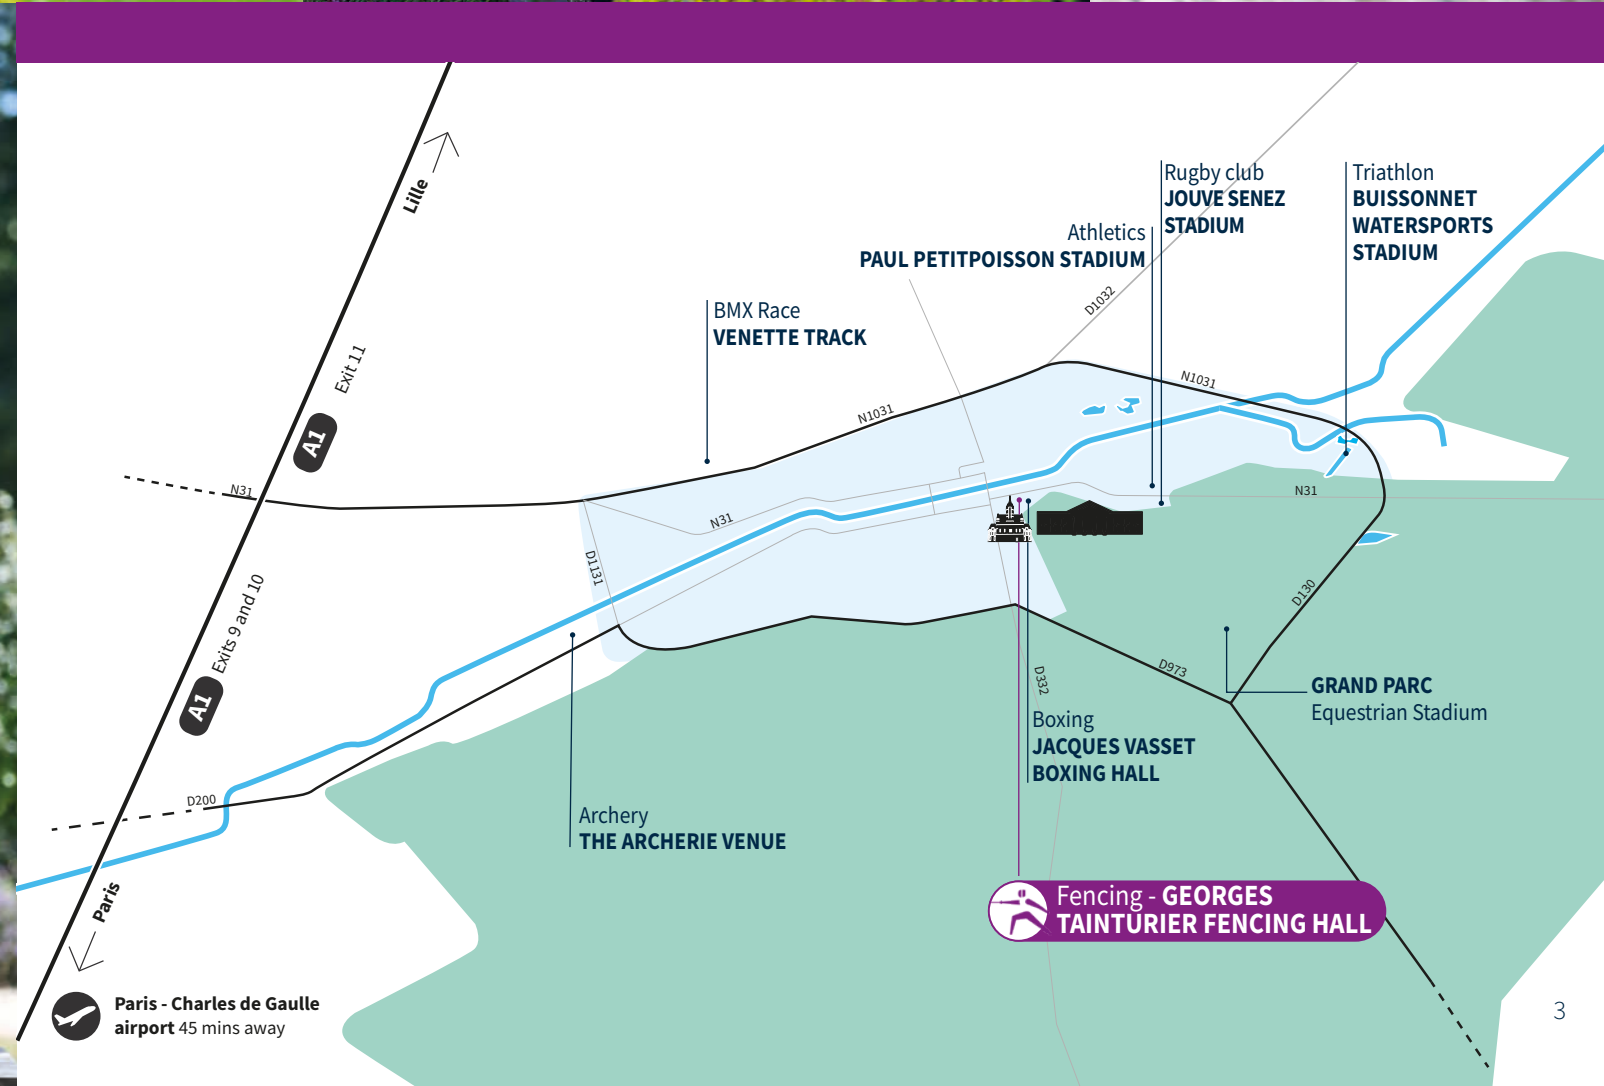 Lille
Rugby club
JOUVE SENEZ
STADIUM
Triathlon
BUISSONNET
WATERSPORTS
STADIUM
Athletics
PAUL PETITPOISSON STADIUM
D1032
BMX Race
VENETTE TRACK
Exit 11
A1
N1031
N1031
N31
N31
N31
D1131
Exits 9 and 10
A1
D130
D973
D332
GRAND PARC
Equestrian Stadium
Boxing
JACQUES VASSET
BOXING HALL
D200
Archery
THE ARCHERIE VENUE
Paris
Fencing - GEORGES
TAINTURIER FENCING HALL
Paris - Charles de Gaulle
airport 45 mins away
3